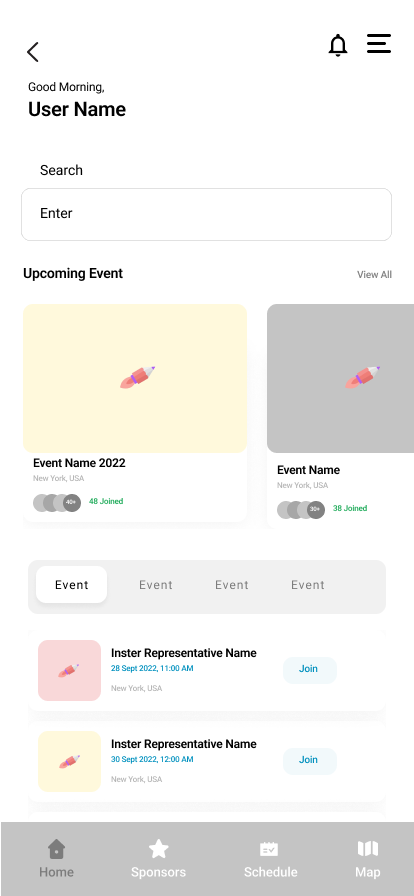 Good Morning,
User Name
Search
Enter
Upcoming Event
View All
Event Name 2022
New York, USA
40+
48 Joined
Event Name
New York, USA
30+
38 Joined
Event
Event
Event
Event
Inster Representative Name
28 Sept 2022, 11:00 AM
New York, USA
Join
Inster Representative Name
30 Sept 2022, 12:00 AM
New York, USA
Join
Home
Sponsors
Schedule
Map